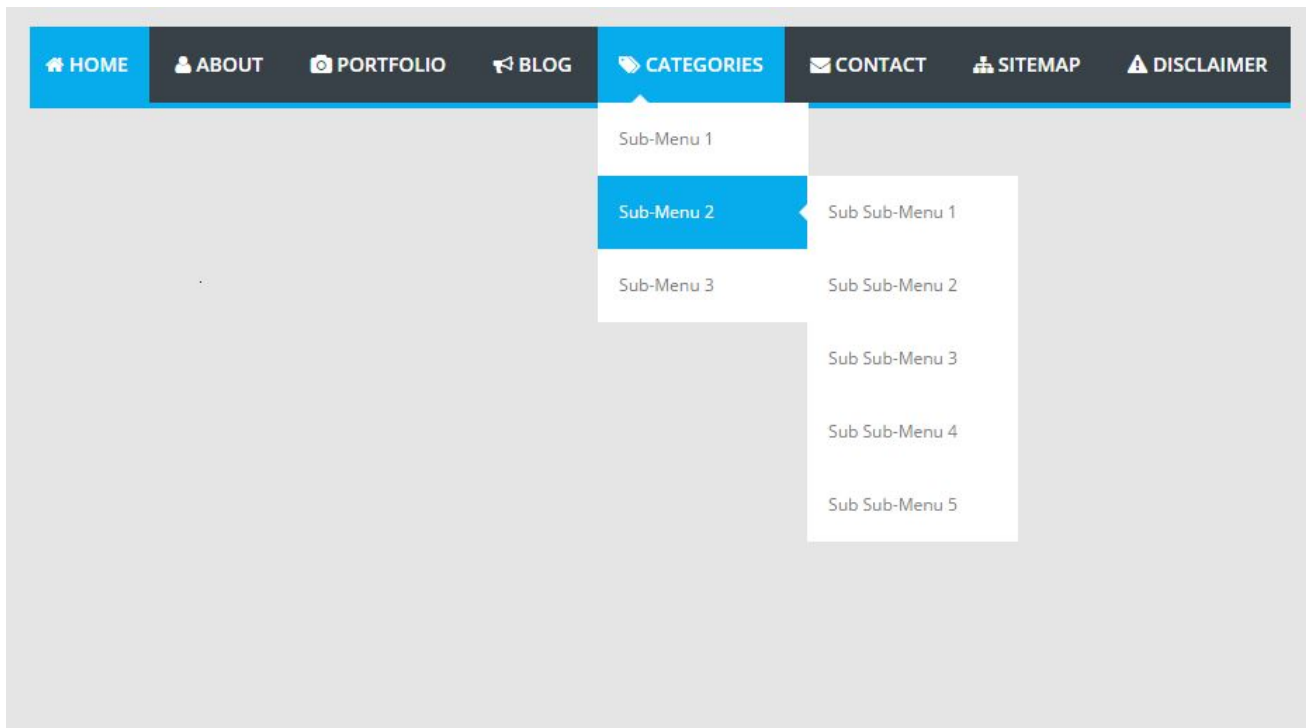 HOME ABOUT PORTFOLIO BLOG CATEGORIES CONTACT SITEMAP DISCLAIMER
Sub-Menu 1
Sub-Menu 2
Sub-Menu 3
Sub Sub-Menu 1
Sub Sub-Menu 2
Sub Sub-Menu 3
Sub Sub-Menu 4
Sub Sub-Menu 5